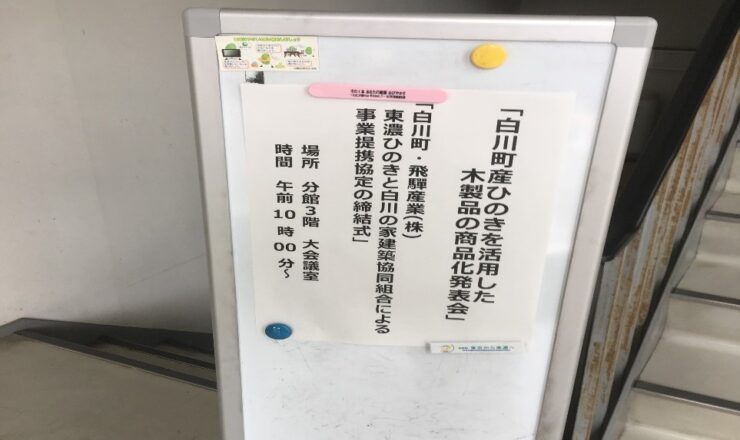 「白川町産ひのきを活用した
木製品の商品化発表会」
「白川町・飛騨産業(株)
東濃ひのきと白川の家建築協同組合による
事業提携協定の締結式」
場所 分館3階 大会議室
時間 午前10時00分～